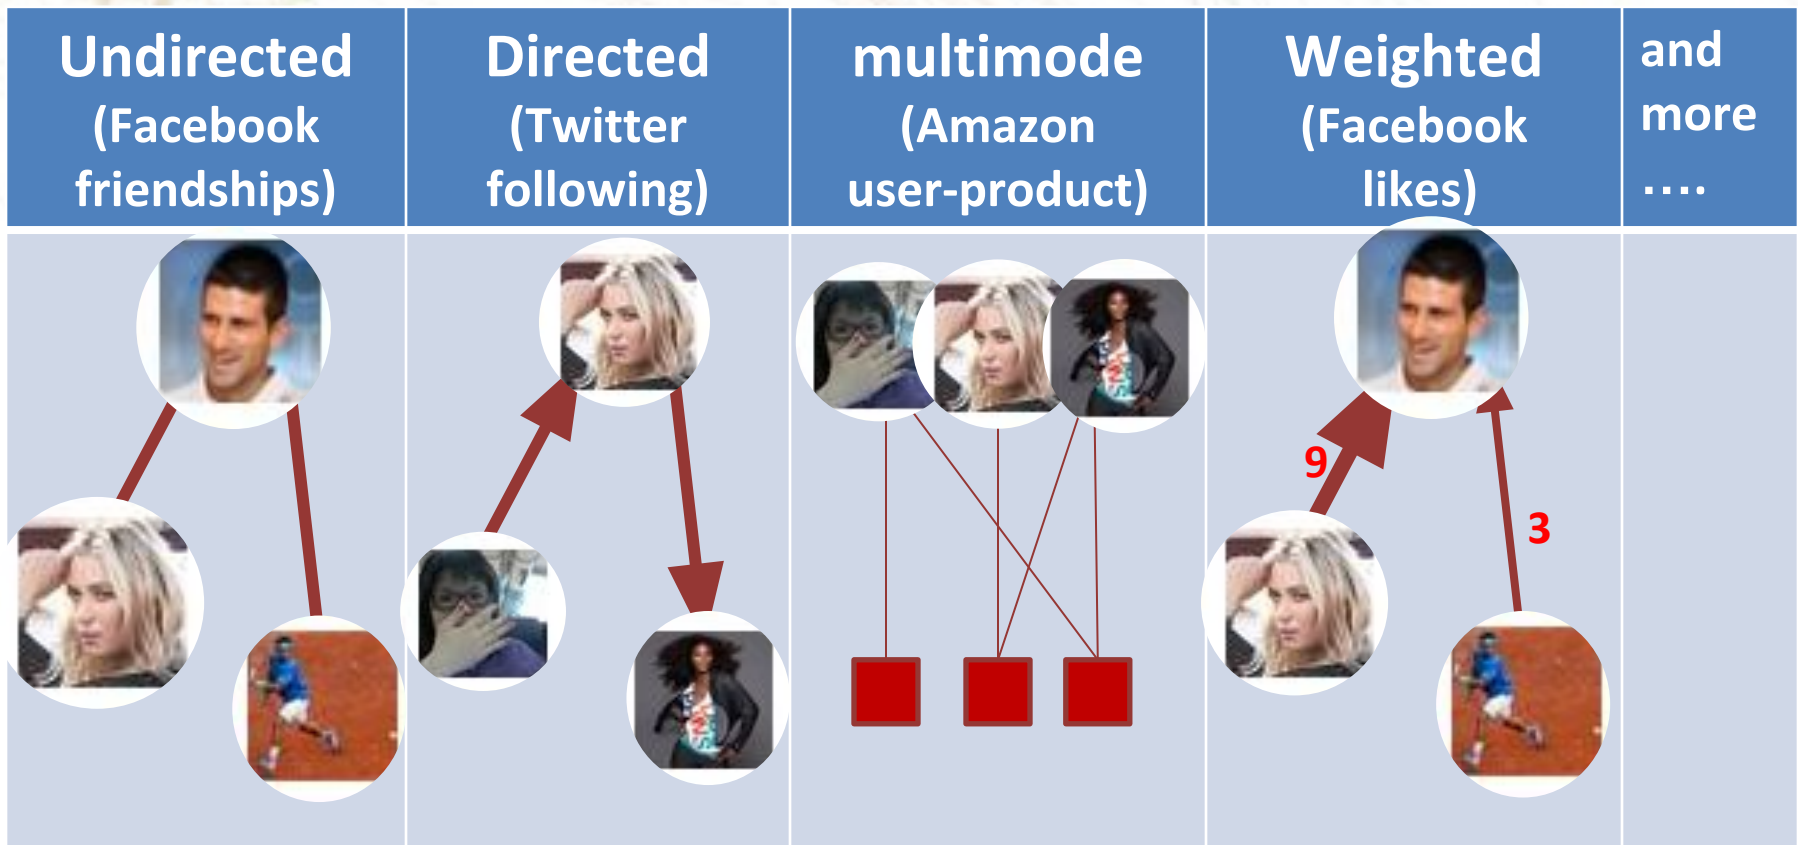 Undirected
(Facebook
friendships)
Directed
(Twitter
following)
multimode
(Amazon
user-product)
Weighted
(Facebook
likes)
and
more
....
9
3